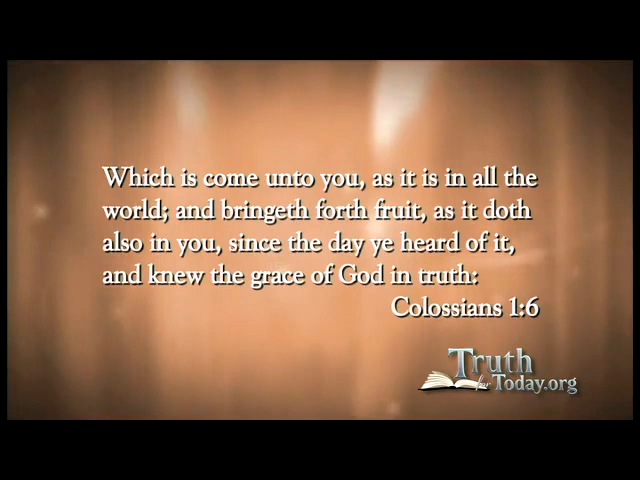 Which is come unto you, as it is in all the
world; and bringeth forth fruit, as it doth
also in you, since the day ye heard of it,
and knew the grace of God in truth:
Colossians 1:6
Truth
for Today.org